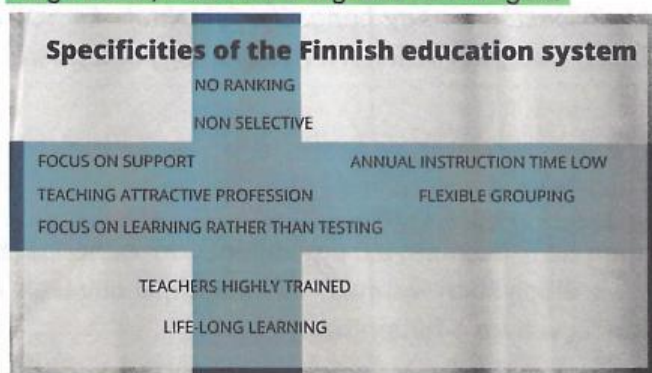 Specificities of the Finnish education system
NO RANKING
NON SELECTIVE
FOCUS ON SUPPORT
ANNUAL INSTRUCTION TIME LOW
TEACHING ATTRACTIVE PROFESSION
FLEXIBLE GROUPING
FOCUS ON LEARNING RATHER THAN TESTING
TEACHERS HIGHLY TRAINED
LIFE-LONG LEARNING